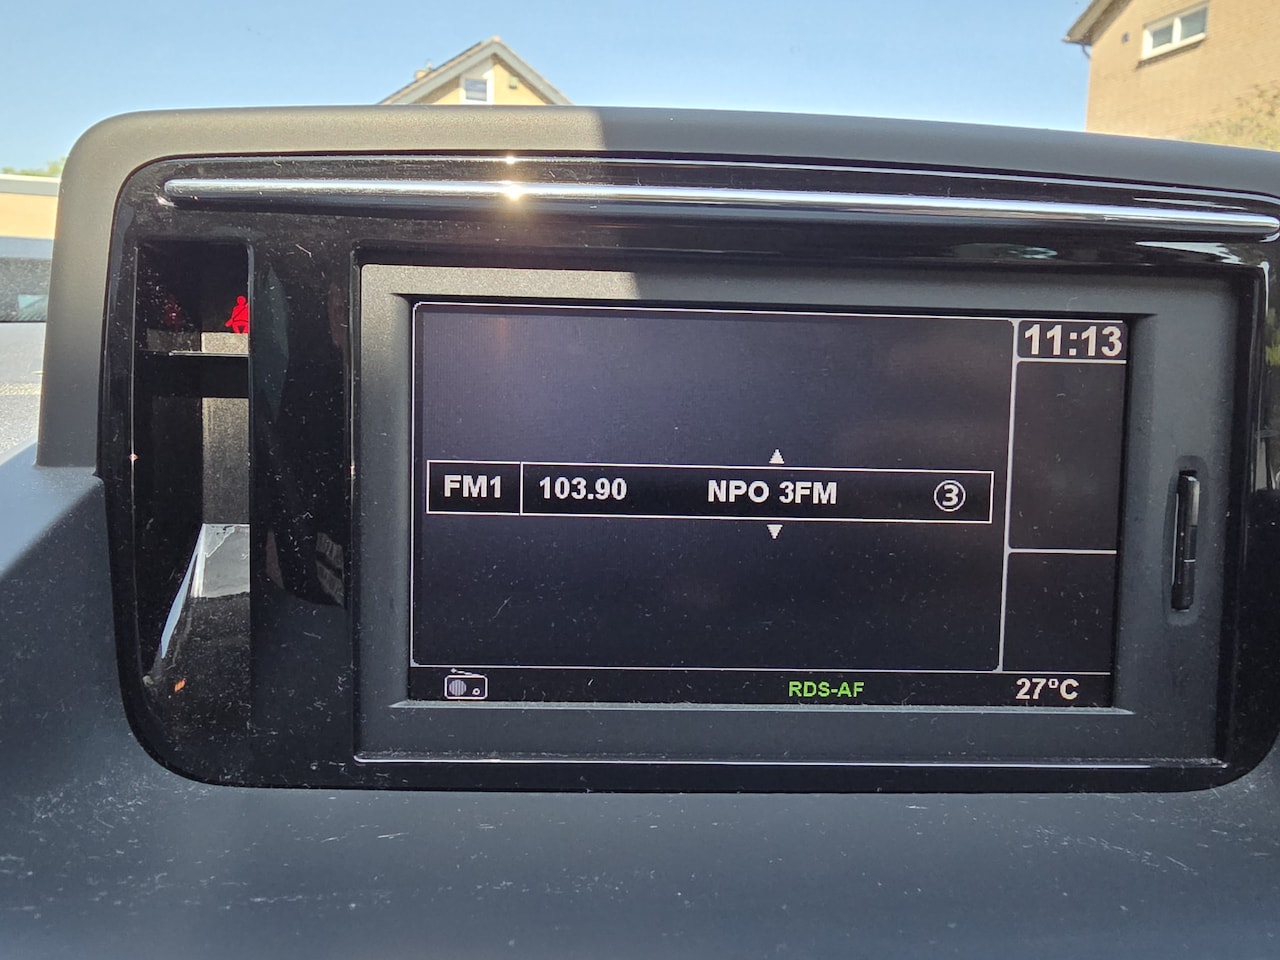 11:13
FM1 103.90 NPO 3FM ③
RDS-AF 27°C